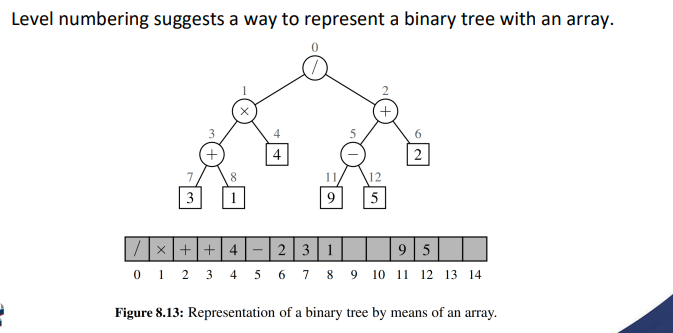 Level numbering suggests a way to represent a binary tree with an array.
0
/
1 2
× +
3 4 5 6
+ 4 − 2
7 8 11 12
3 1 9 5
/ × + + 4 − 2 3 1 9 5
0 1 2 3 4 5 6 7 8 9 10 11 12 13 14
Figure 8.13: Representation of a binary tree by means of an array.